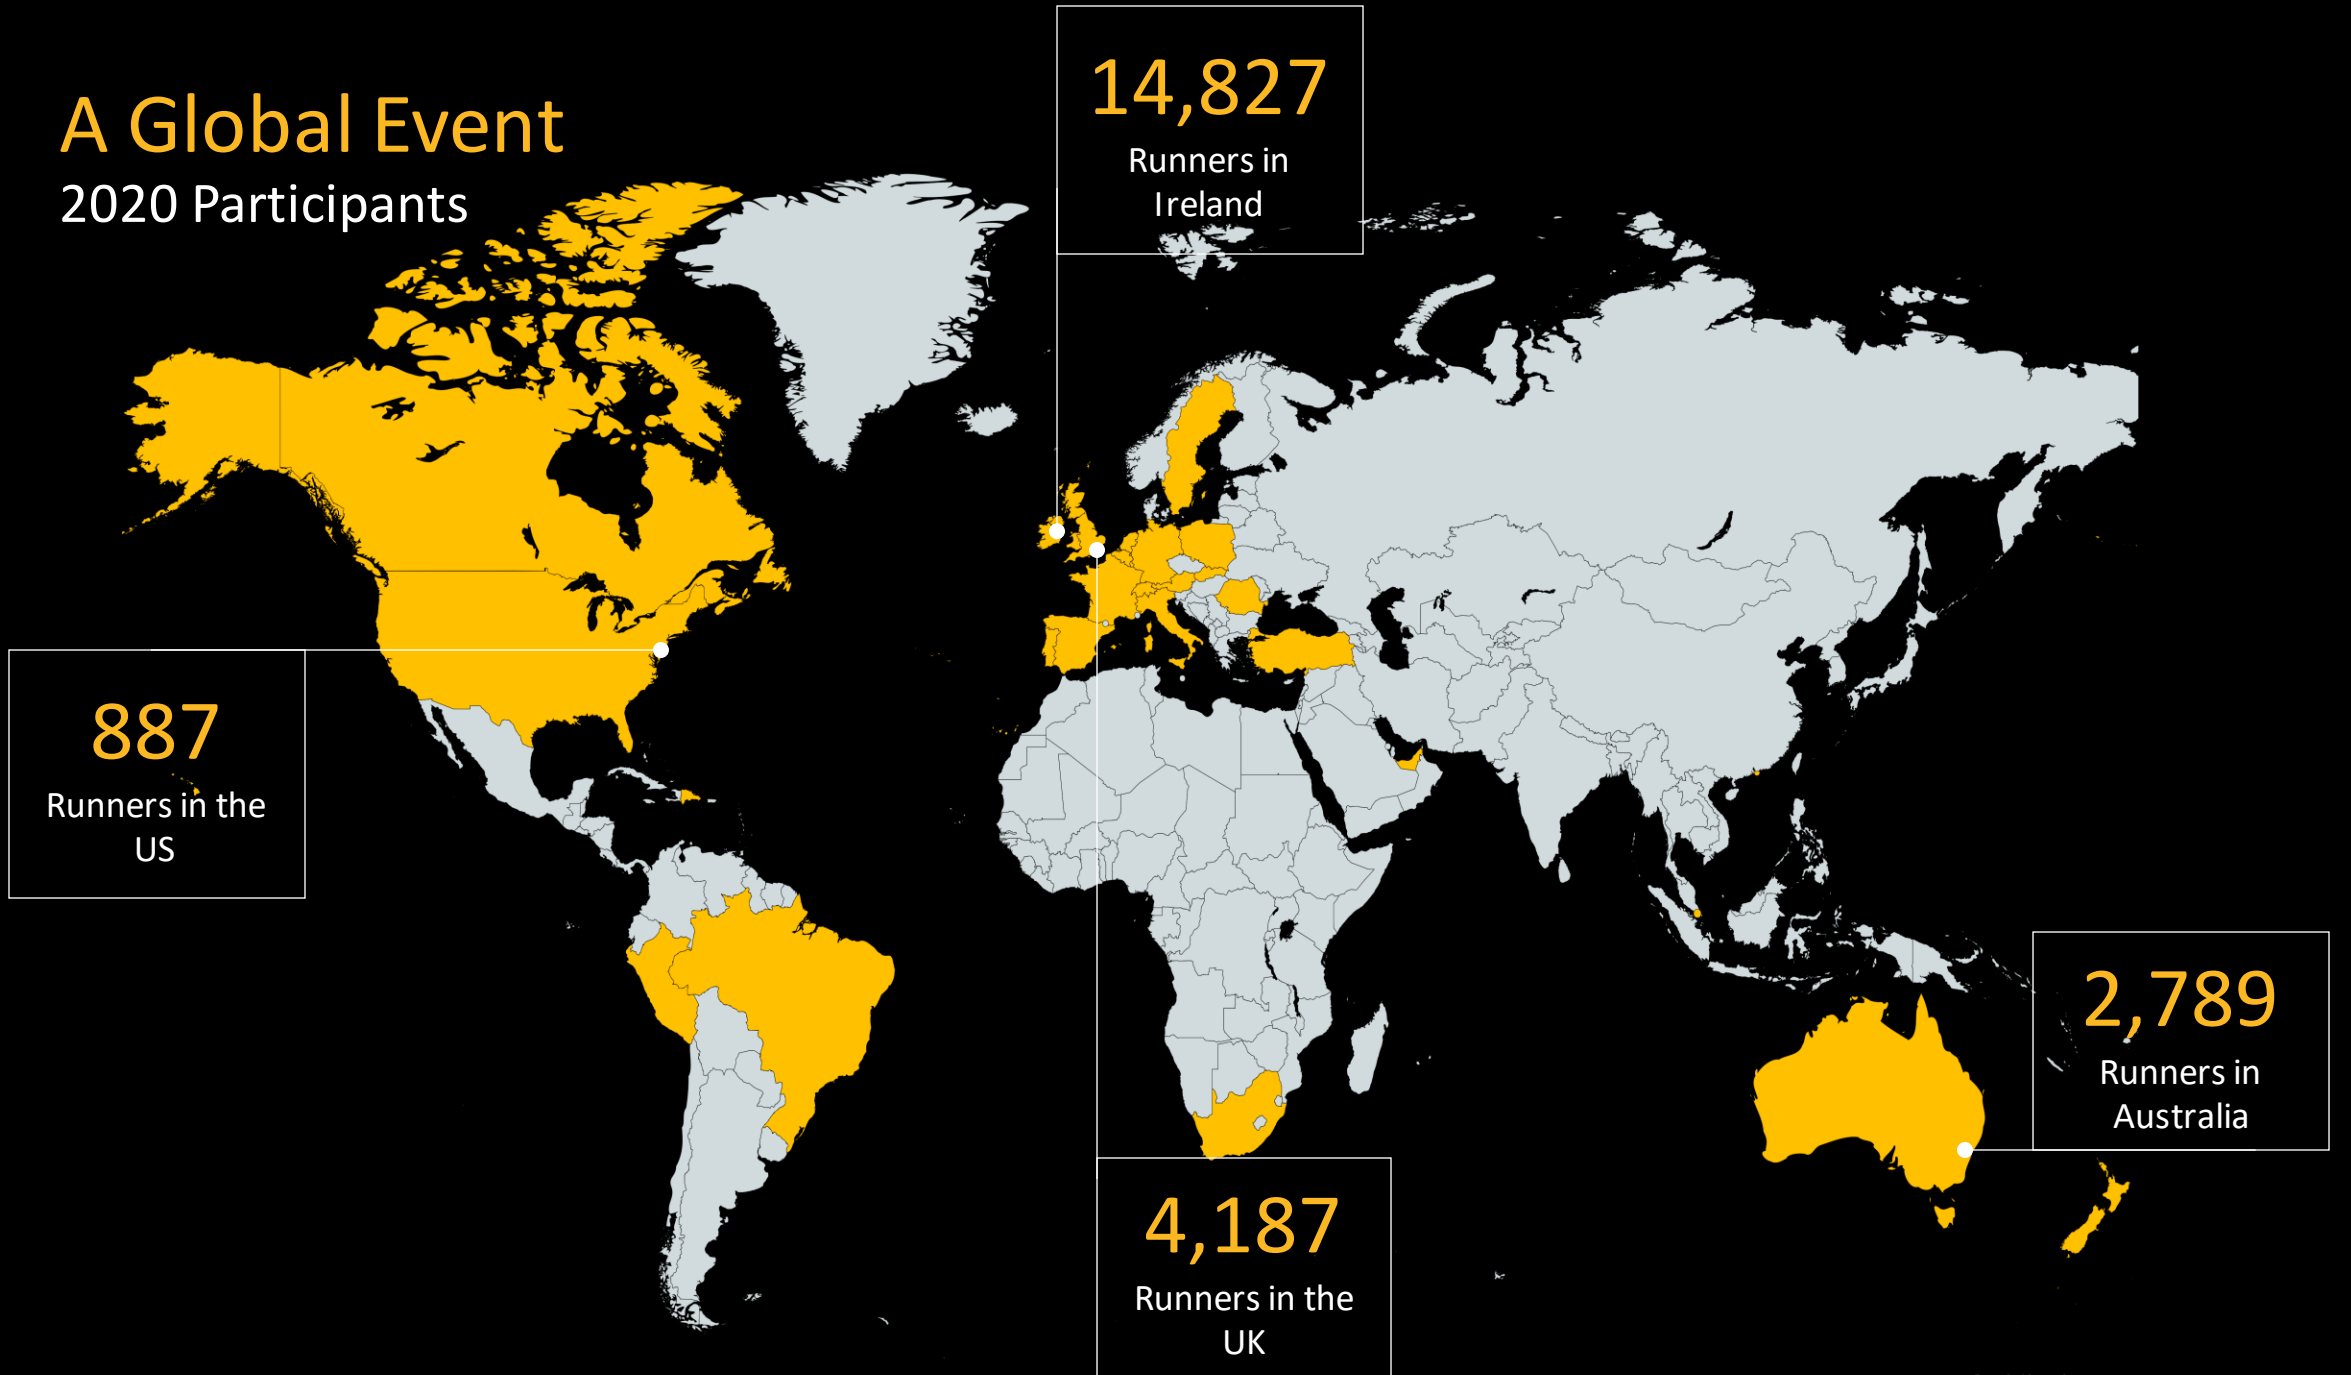 A Global Event
2020 Participants
14,827
Runners in
Ireland
887
Runners in the
US
2,789
Runners in
Australia
4,187
Runners in the
UK